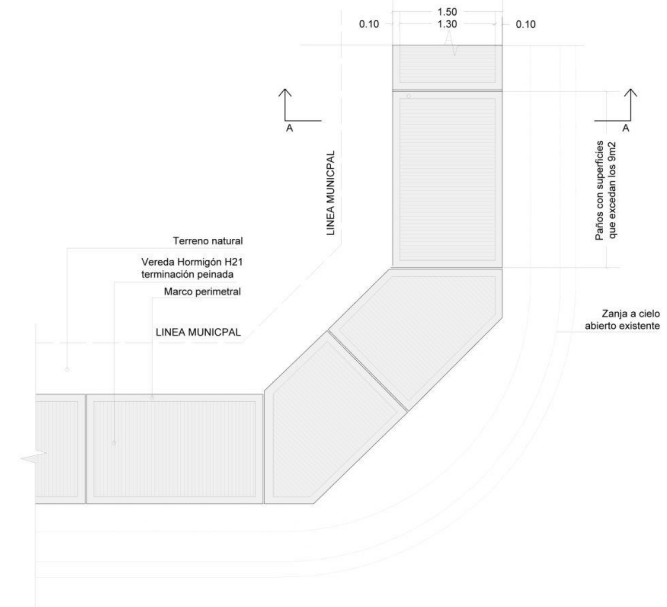 1.50
0.10 1.30 0.10
A
A
LINEA MUNICPAL
Paños con superficies
que excedan los 9m2
Terreno natural
Vereda Hormigón H21
terminación peinada
Marco perimetral
LINEA MUNICPAL
Zanja a cielo
abierto existente